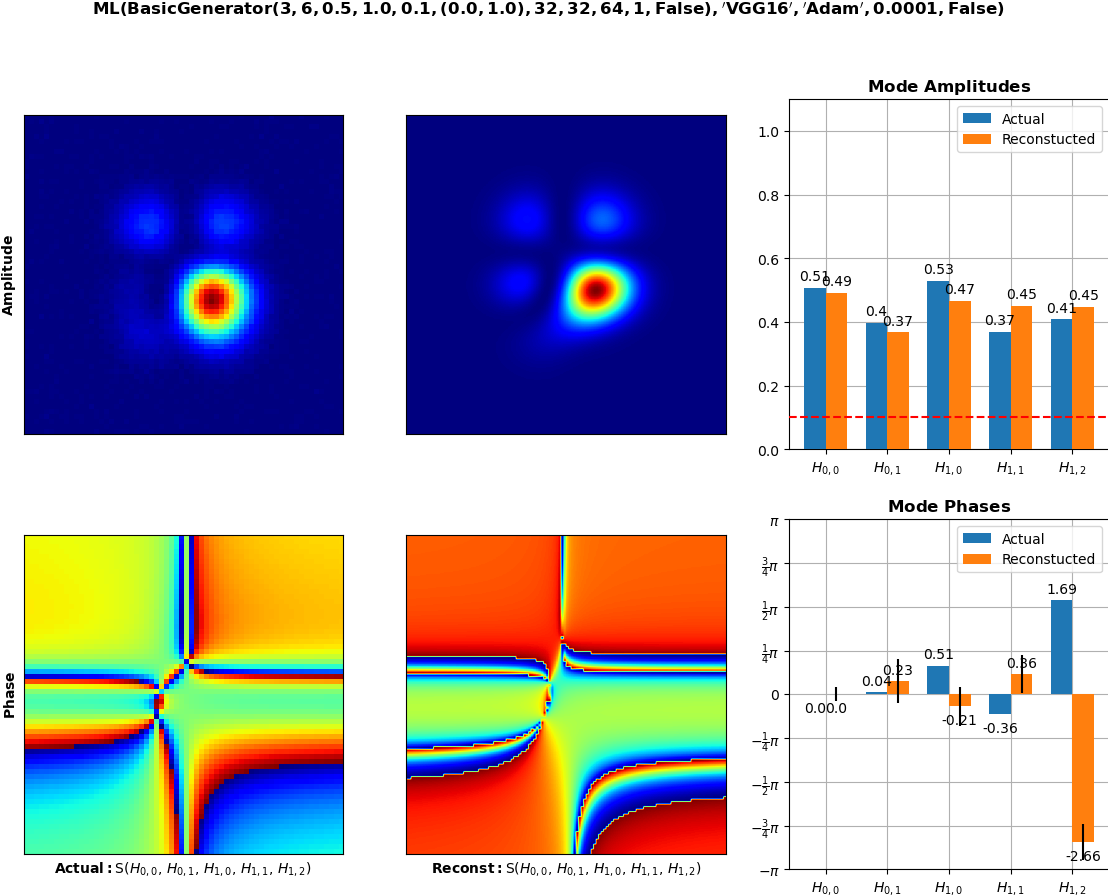 ML(BasicGenerator(3, 6, 0.5, 1.0, 0.1, (0.0, 1.0), 32, 32, 64, 1, False), ′VGG16′, ′Adam′, 0.0001, False)
Amplitude
Mode Amplitudes
Actual
Reconstucted
1.0
0.8
0.6
0.4
0.2
0.0
0.51
0.49
0.4
0.37
0.53
0.47
0.37
0.45
0.41
0.45
H0,0
H0,1
H1,0
H1,1
H1,2
Phase
Actual: S(H0,0, H0,1, H1,0, H1,1, H1,2)
Reconst: S(H0,0, H0,1, H1,0, H1,1, H1,2)
Mode Phases
Actual
Reconstucted
π
3/4π
1/2π
1/4π
0
−1/4π
−1/2π
−3/4π
−π
0.0
0.0
0.04
0.23
0.51
-0.21
-0.36
0.36
1.69
-2.66
H0,0
H0,1
H1,0
H1,1
H1,2